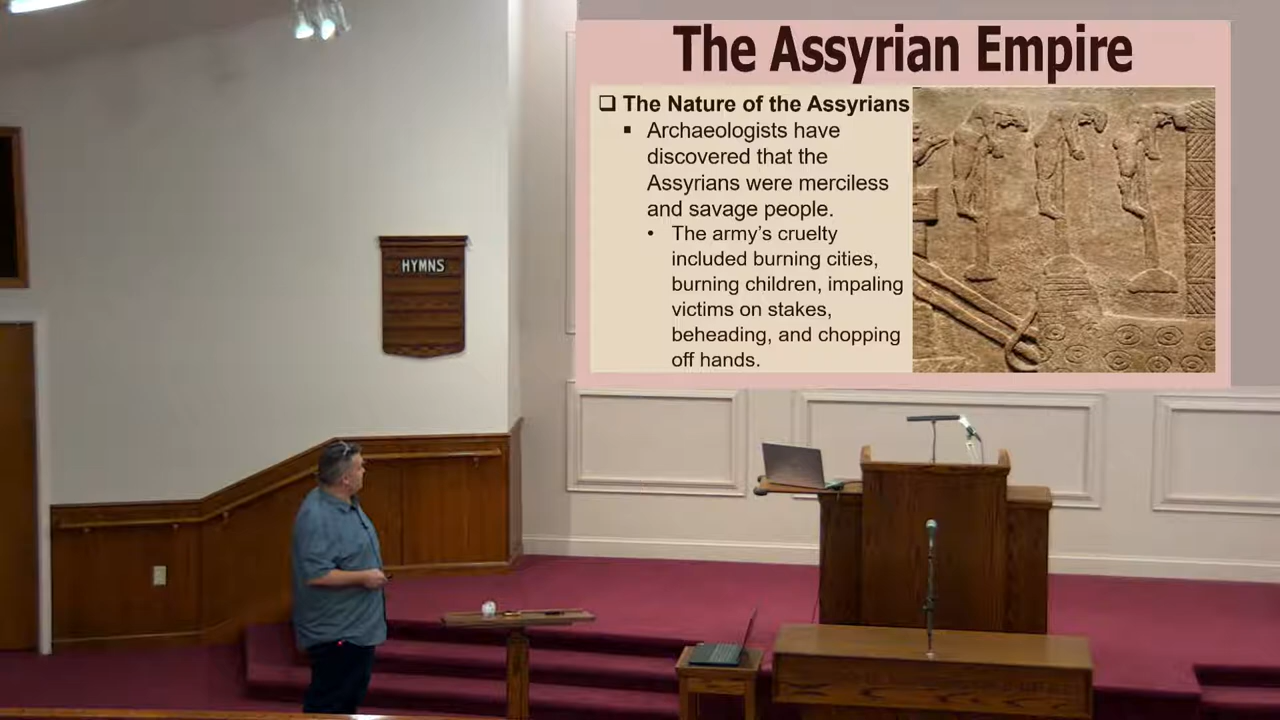 The Assyrian Empire
❑ The Nature of the Assyrians
▪ Archaeologists have
discovered that the
Assyrians were merciless
and savage people.
• The army's cruelty
included burning cities,
burning children, impaling
victims on stakes,
beheading, and chopping
off hands.
HYMNS